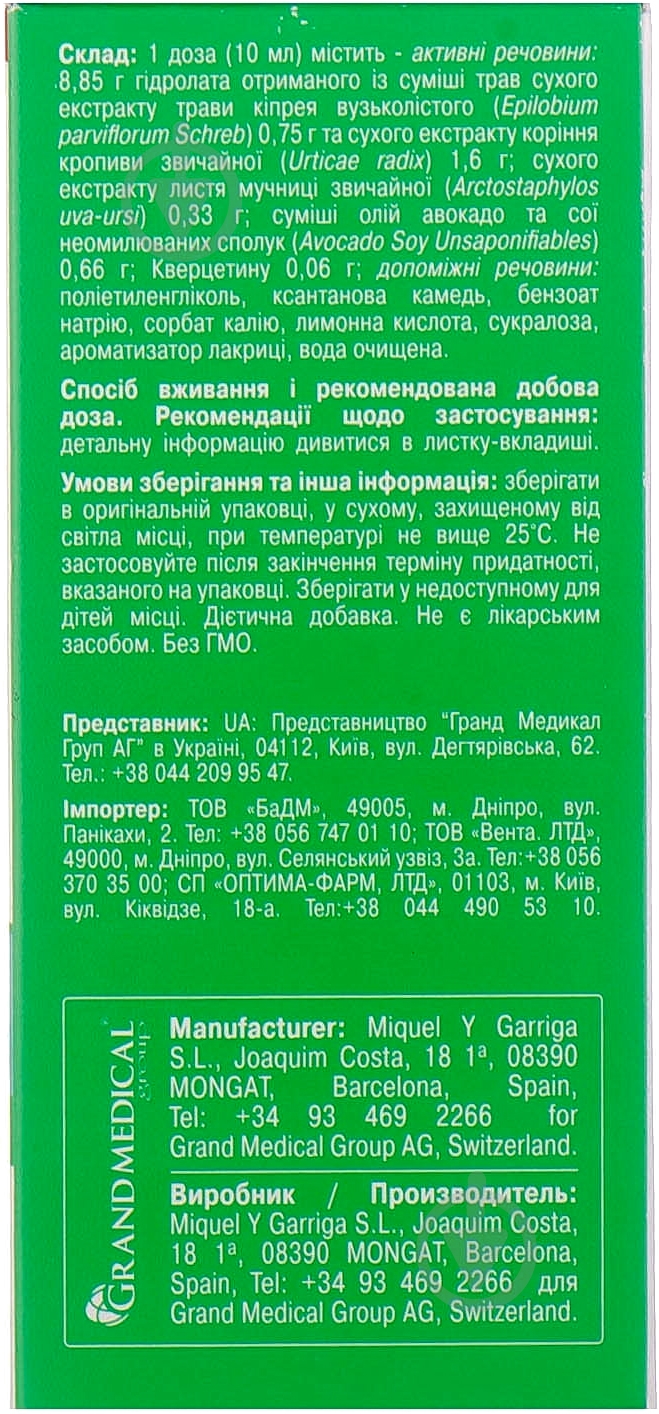 Склад: 1 доза (10 мл) містить - активні речовини:
8,85 г гідролата отриманого із суміші трав сухого
екстракту трави кіпрея вузьколістого (Epilobium
parviflorum Schreb) 0,75 г та сухого екстракту коріння
кропиви звичайної (Urticae radix) 1,6 г; сухого
екстракту листя мучниці звичайної (Arctostaphylos
uva-ursi) 0,33 г; суміші олій авокадо та сої
неомилюваних сполук (Avocado Soy Unsaponifiables)
0,66 г; Кверцетину 0,06 г; допоміжні речовини:
поліетиленгліколь, ксантанова камедь, бензоат
натрію, сорбат калію, лимонна кислота, сукралоза,
ароматизатор лакриці, вода очищена.
Спосіб вживання і рекомендована добова
доза. Рекомендації щодо застосування:
детальну інформацію дивитися в листку-вкладиші.
Умови зберігання та інша інформація: зберігати
в оригінальній упаковці, у сухому, захищеному від
світла місці, при температурі не вище 25°С. Не
застосовуйте після закінчення терміну придатності,
вказаного на упаковці. Зберігати у недоступному для
дітей місці. Дієтична добавка. Не є лікарським
засобом. Без ГМО.
Представник: UA: Представництво “Гранд Медикал
Груп АГ” в Україні, 04112, Київ, вул. Дегтярівська, 62.
Тел.: +38 044 209 95 47.
Імпортер: ТОВ «БаДМ», 49005, м. Дніпро, вул.
Панікахи, 2. Тел: +38 056 747 01 10; ТОВ «Вента. ЛТД»,
49000, м. Дніпро, вул. Селянський узвіз, 3а. Тел:+38 056
370 35 00; СП «ОПТИМА-ФАРМ, ЛТД», 01103, м. Київ,
вул. Кіквідзе, 18-а. Тел:+38 044 490 53 10.
GRANDMEDICAL
group
Manufacturer: Miquel Y Garriga
S.L., Joaquim Costa, 18 1ª, 08390
MONGAT, Barcelona, Spain,
Tel: +34 93 469 2266 for
Grand Medical Group AG, Switzerland.
Виробник / Производитель:
Miquel Y Garriga S.L., Joaquim Costa,
18 1ª, 08390 MONGAT, Barcelona,
Spain, Tel: +34 93 469 2266 для
Grand Medical Group AG, Switzerland.